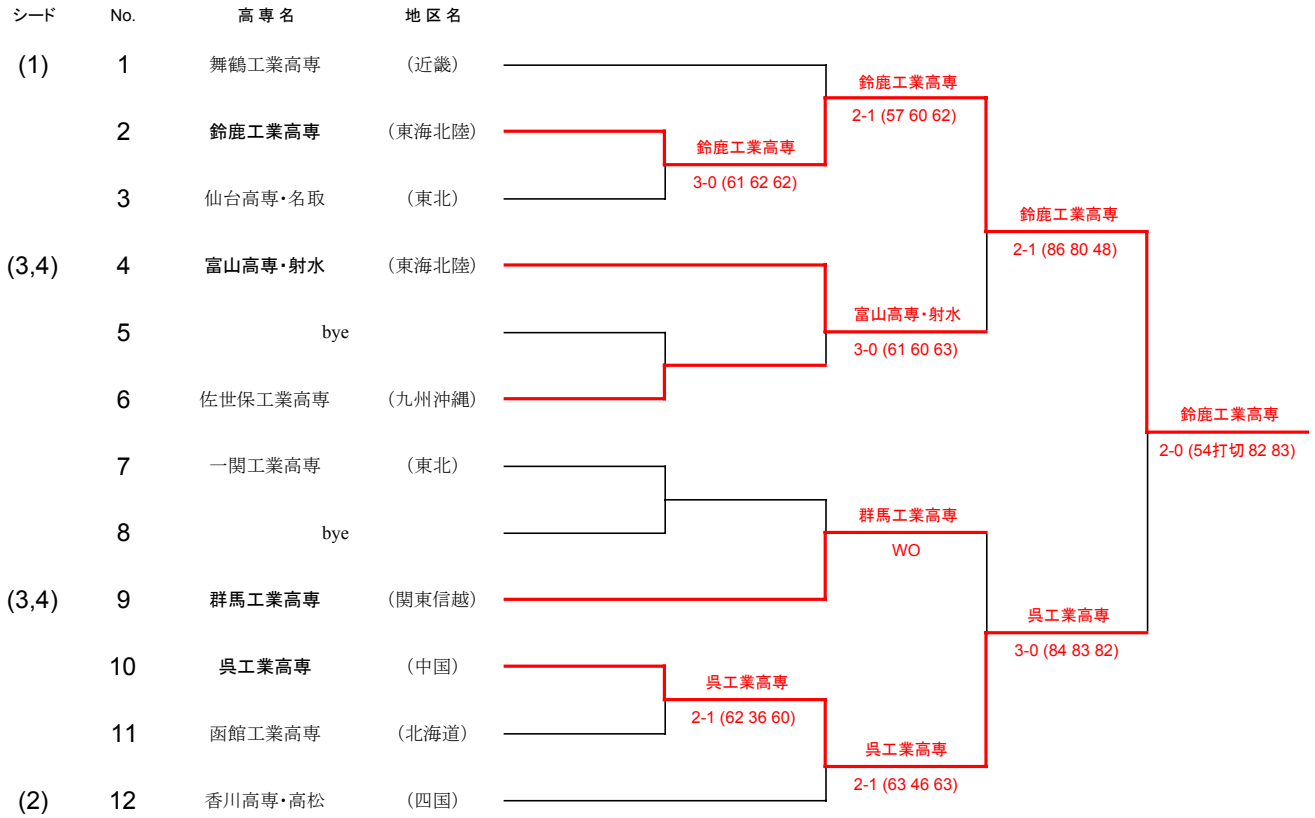 シード No. 高専名 地区名
(1) 1 舞鶴工業高専 (近畿)
鈴鹿工業高専
2-1 (57 60 62)
2 鈴鹿工業高専 (東海北陸)
鈴鹿工業高専
3-0 (61 62 62)
3 仙台高専・名取 (東北)
鈴鹿工業高専
2-1 (86 80 48)
(3,4) 4 富山高専・射水 (東海北陸)
富山高専・射水
3-0 (61 60 63)
5 bye
6 佐世保工業高専 (九州沖縄)
鈴鹿工業高専
2-0 (54打切 82 83)
7 一関工業高専 (東北)
群馬工業高専
WO
8 bye
(3,4) 9 群馬工業高専 (関東信越)
呉工業高専
3-0 (84 83 82)
10 呉工業高専 (中国)
呉工業高専
2-1 (62 36 60)
11 函館工業高専 (北海道)
呉工業高専
2-1 (63 46 63)
(2) 12 香川高専・高松 (四国)